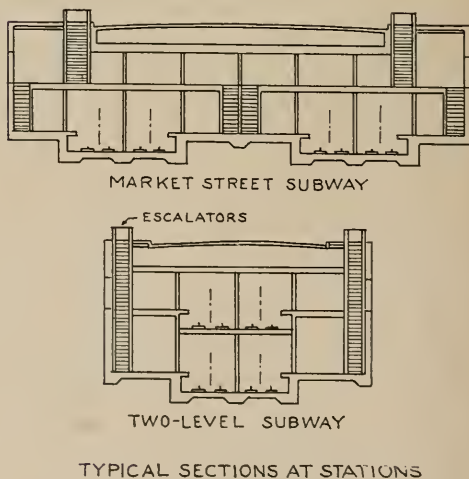 MARKET STREET SUBWAY
ESCALATORS
TWO-LEVEL SUBWAY
TYPICAL SECTIONS AT STATIONS